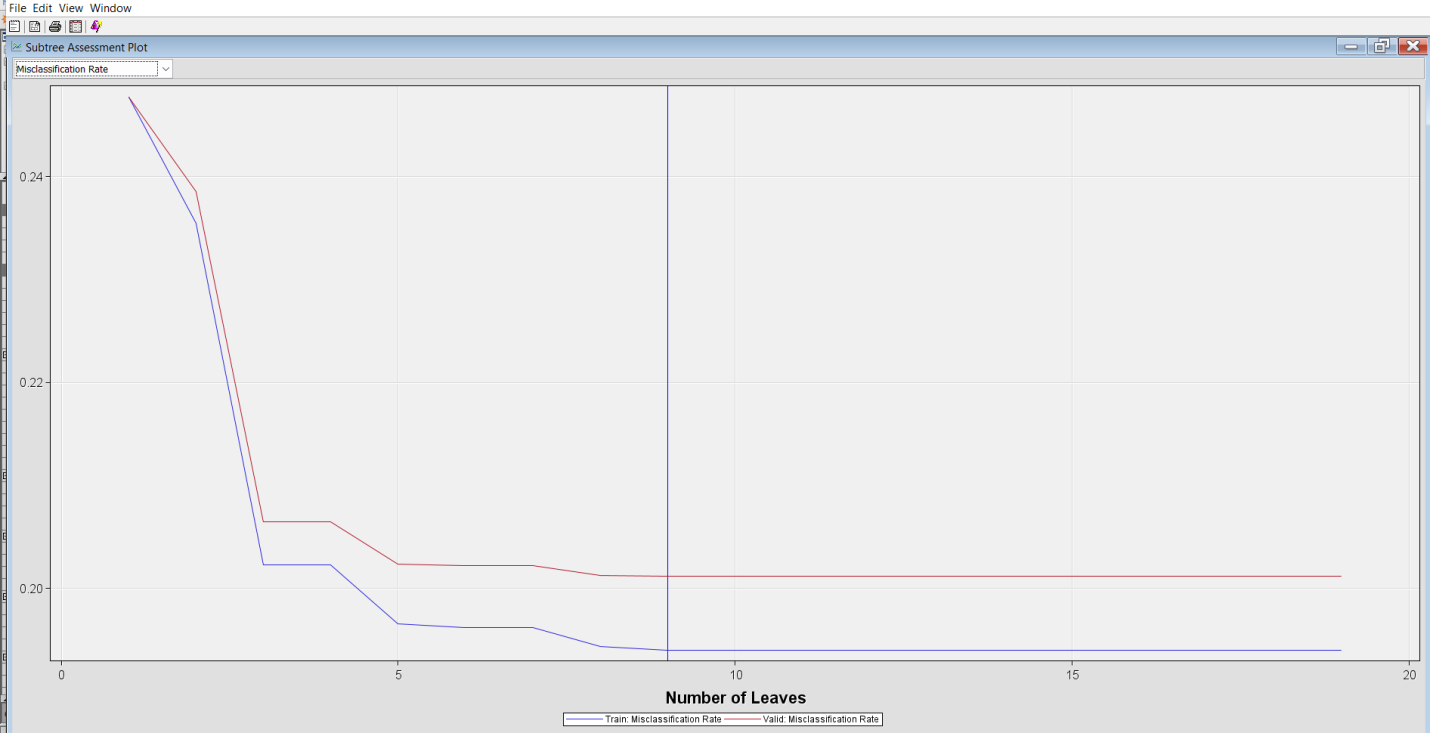 File Edit View Window
Subtree Assessment Plot
Misclassification Rate
0.24
0.22
0.20
0 5 10 15 20
Number of Leaves
Train: Misclassification Rate Valid: Misclassification Rate